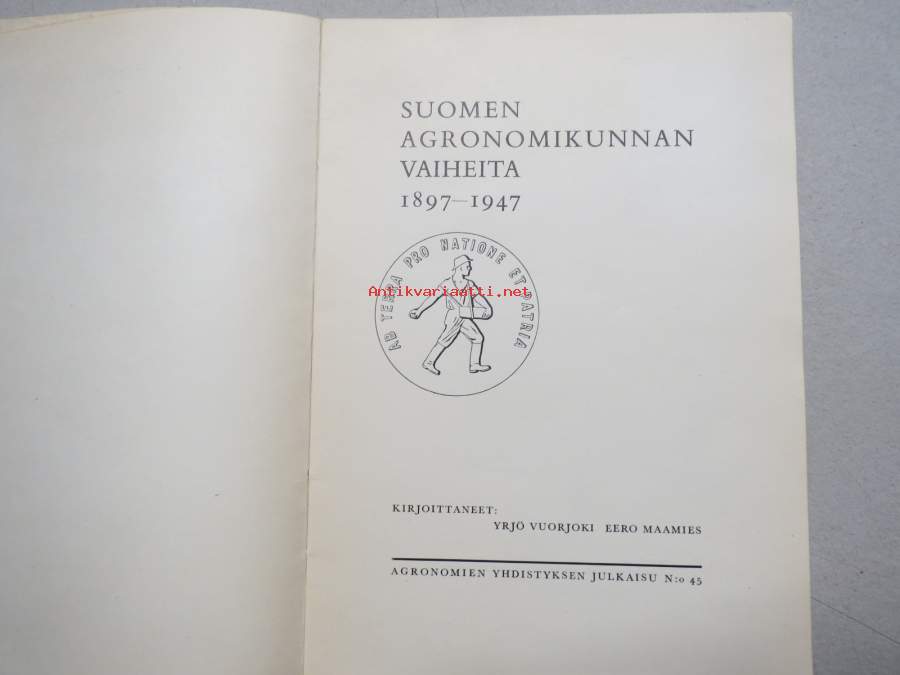 SUOMEN
AGRONOMIKUNNAN
VAIHEITA
1897—1947
AB TERRA PRO NATIONE ET PATRIA
Antikvariaatti.net
KIRJOITTANEET:
YRJÖ VUORJOKI EERO MAAMIES
AGRONOMIEN YHDISTYKSEN JULKAISU N:o 45